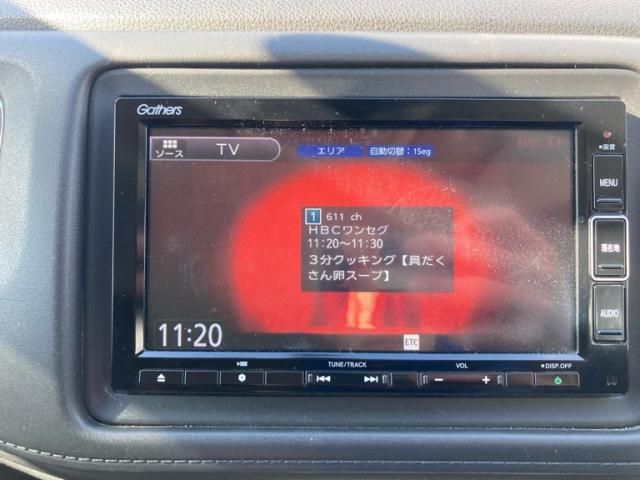 Gathers
ソース
TV
エリア
自動切替：1Seg
■画質
MENU
現在地
AUDIO
1 611 ch
ＨＢＣワンセグ
11:20～11:30
３分クッキング【具だく
さん卵スープ】
11:20
ETC
TUNE/TRACK
VOL
■DISP.OFF